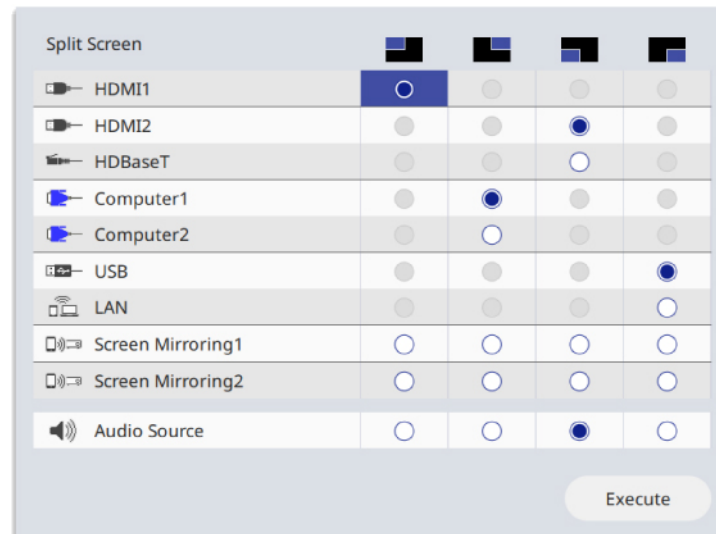 Split Screen
HDMI1
HDMI2
HDBaseT
Computer1
Computer2
USB
LAN
Screen Mirroring1
Screen Mirroring2
Audio Source
Execute